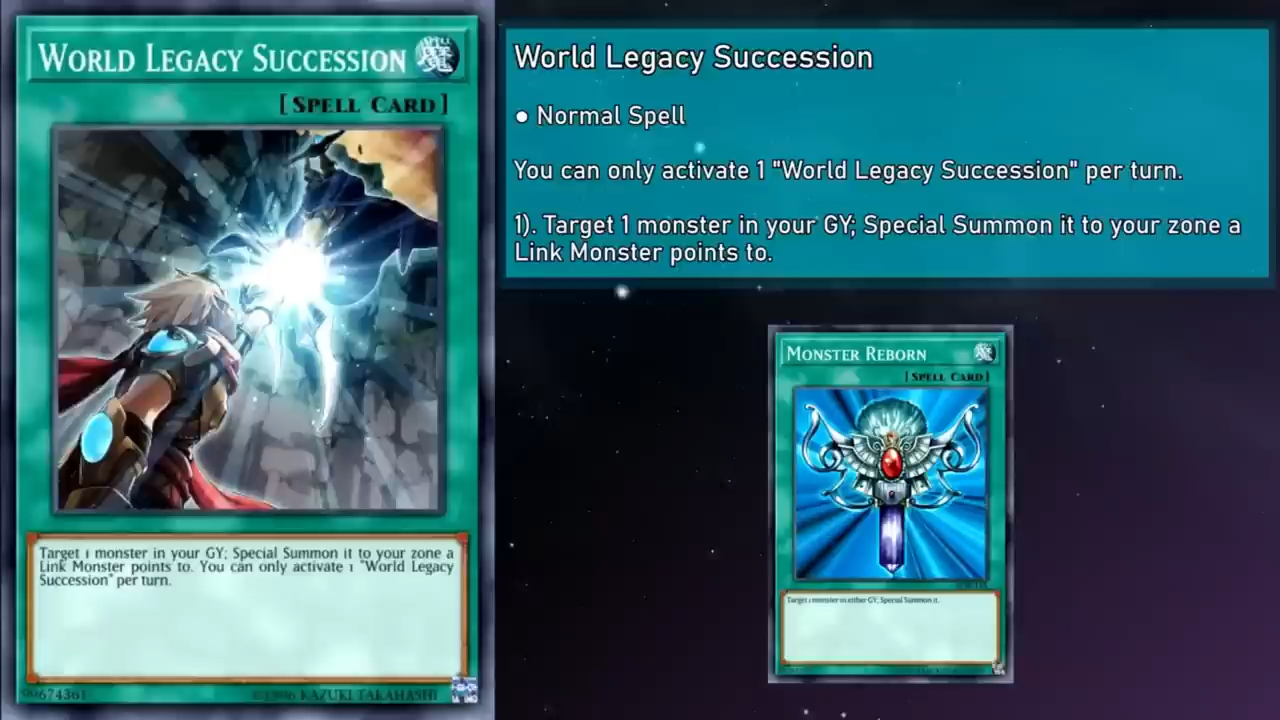 World Legacy Succession
[Spell Card]
Target 1 monster in your GY; Special Summon it to your zone a
Link Monster points to. You can only activate 1 "World Legacy
Succession" per turn.
©1996 KAZUKI TAKAHASHI
World Legacy Succession
● Normal Spell
You can only activate 1 "World Legacy Succession" per turn.
1). Target 1 monster in your GY; Special Summon it to your zone a
Link Monster points to.
Monster Reborn
[Spell Card]
Target 1 monster in either GY; Special Summon it.